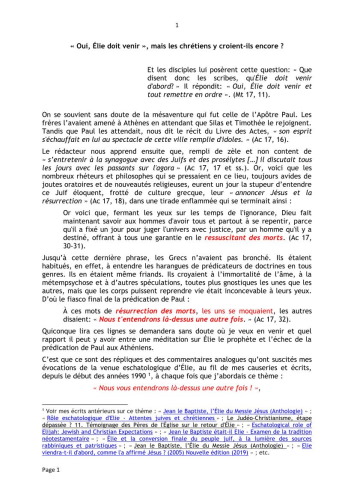 1
« Oui, Élie doit venir », mais les chrétiens y croient-ils encore ?
Et les disciples lui posèrent cette question: « Que
disent donc les scribes, qu'Élie doit venir
d'abord? » Il répondit: « Oui, Élie doit venir et
tout remettre en ordre ». (Mt 17, 11).
On se souvient sans doute de la mésaventure qui fut celle de l’Apôtre Paul. Les
frères l’avaient amené à Athènes en attendant que Silas et Timothée le rejoignent.
Tandis que Paul les attendait, nous dit le récit du Livre des Actes, « son esprit
s'échauffait en lui au spectacle de cette ville remplie d'idoles. » (Ac 17, 16).
Le rédacteur nous apprend ensuite que, rempli de zèle et non content de
« s’entretenir à la synagogue avec des Juifs et des prosélytes […] il discutait tous
les jours avec les passants sur l’agora » (Ac 17, 17 et ss.). Or, voici que les
nombreux rhéteurs et philosophes qui se pressaient en ce lieu, toujours avides de
joutes oratoires et de nouveautés religieuses, eurent un jour la stupeur d’entendre
ce Juif éloquent, frotté de culture grecque, leur « annoncer Jésus et la
résurrection » (Ac 17, 18), dans une tirade enflammée qui se terminait ainsi :
Or voici que, fermant les yeux sur les temps de l'ignorance, Dieu fait
maintenant savoir aux hommes d'avoir tous et partout à se repentir, parce
qu'il a fixé un jour pour juger l'univers avec justice, par un homme qu'il y a
destiné, offrant à tous une garantie en le ressuscitant des morts. (Ac 17,
30-31).
Jusqu’à cette dernière phrase, les Grecs n’avaient pas bronché. Ils étaient
habitués, en effet, à entendre les harangues de prédicateurs de doctrines en tous
genres. Ils en étaient même friands. Ils croyaient à l’immortalité de l’âme, à la
métempsychose et à d’autres spéculations, toutes plus gnostiques les unes que les
autres, mais que les corps puissent reprendre vie était inconcevable à leurs yeux.
D’où le fiasco final de la prédication de Paul :
À ces mots de résurrection des morts, les uns se moquaient, les autres
disaient: « Nous t'entendrons là-dessus une autre fois. » (Ac 17, 32).
Quiconque lira ces lignes se demandera sans doute où je veux en venir et quel
rapport il peut y avoir entre une méditation sur Élie le prophète et l’échec de la
prédication de Paul aux Athéniens.
C’est que ce sont des répliques et des commentaires analogues qu’ont suscités mes
évocations de la venue eschatologique d’Élie, au fil de mes causeries et écrits,
depuis le début des années 1990 1, à chaque fois que j’abordais ce thème :
« Nous vous entendrons là-dessus une autre fois ! »,
1 Voir mes écrits antérieurs sur ce thème : « Jean le Baptiste, l’Élie du Messie Jésus (Anthologie) » ;
« Rôle eschatologique d'Elie - Attentes juives et chrétiennes » ; Le Judéo-Christianisme, étape
dépassée ? 11. Témoignage des Pères de l'Église sur le retour d'Élie » ; « Eschatological role of
Elijah: Jewish and Christian Expectations » ; « Jean le Baptiste était-il Elie - Examen de la tradition
néotestamentaire » ; « Élie et la conversion finale du peuple juif, à la lumière des sources
rabbiniques et patristiques » ; « Jean le Baptiste, l’Élie du Messie Jésus (Anthologie) » ; « Elie
viendra-t-il d'abord, comme l'a affirmé Jésus ? (2005) Nouvelle édition (2019) » ; etc.
Page 1